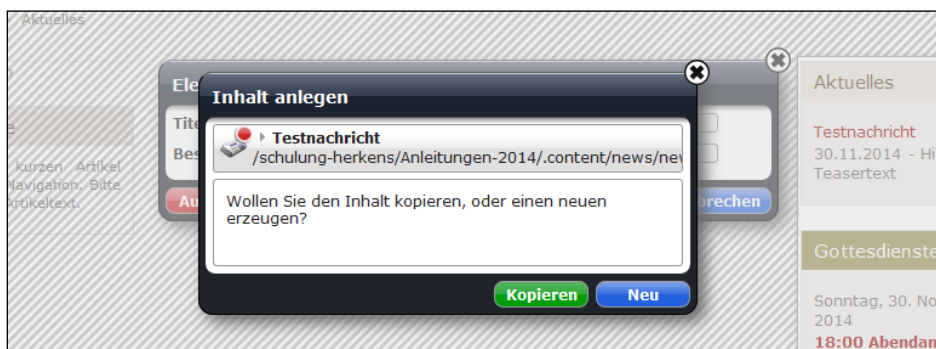 Aktuelles
kurzen Artikel
Navigation. Bitte
Artikeltext.
Inhalt anlegen
Testnachricht
/schulung-herkens/Anleitungen-2014/.content/news/ne
Wollen Sie den Inhalt kopieren, oder einen neuen
erzeugen?
Kopieren
Neu
Aktuelles
Testnachricht
30.11.2014 - Hi
Teasertext
Gottesdienste
Sonntag, 30. No
2014
18:00 Abendan